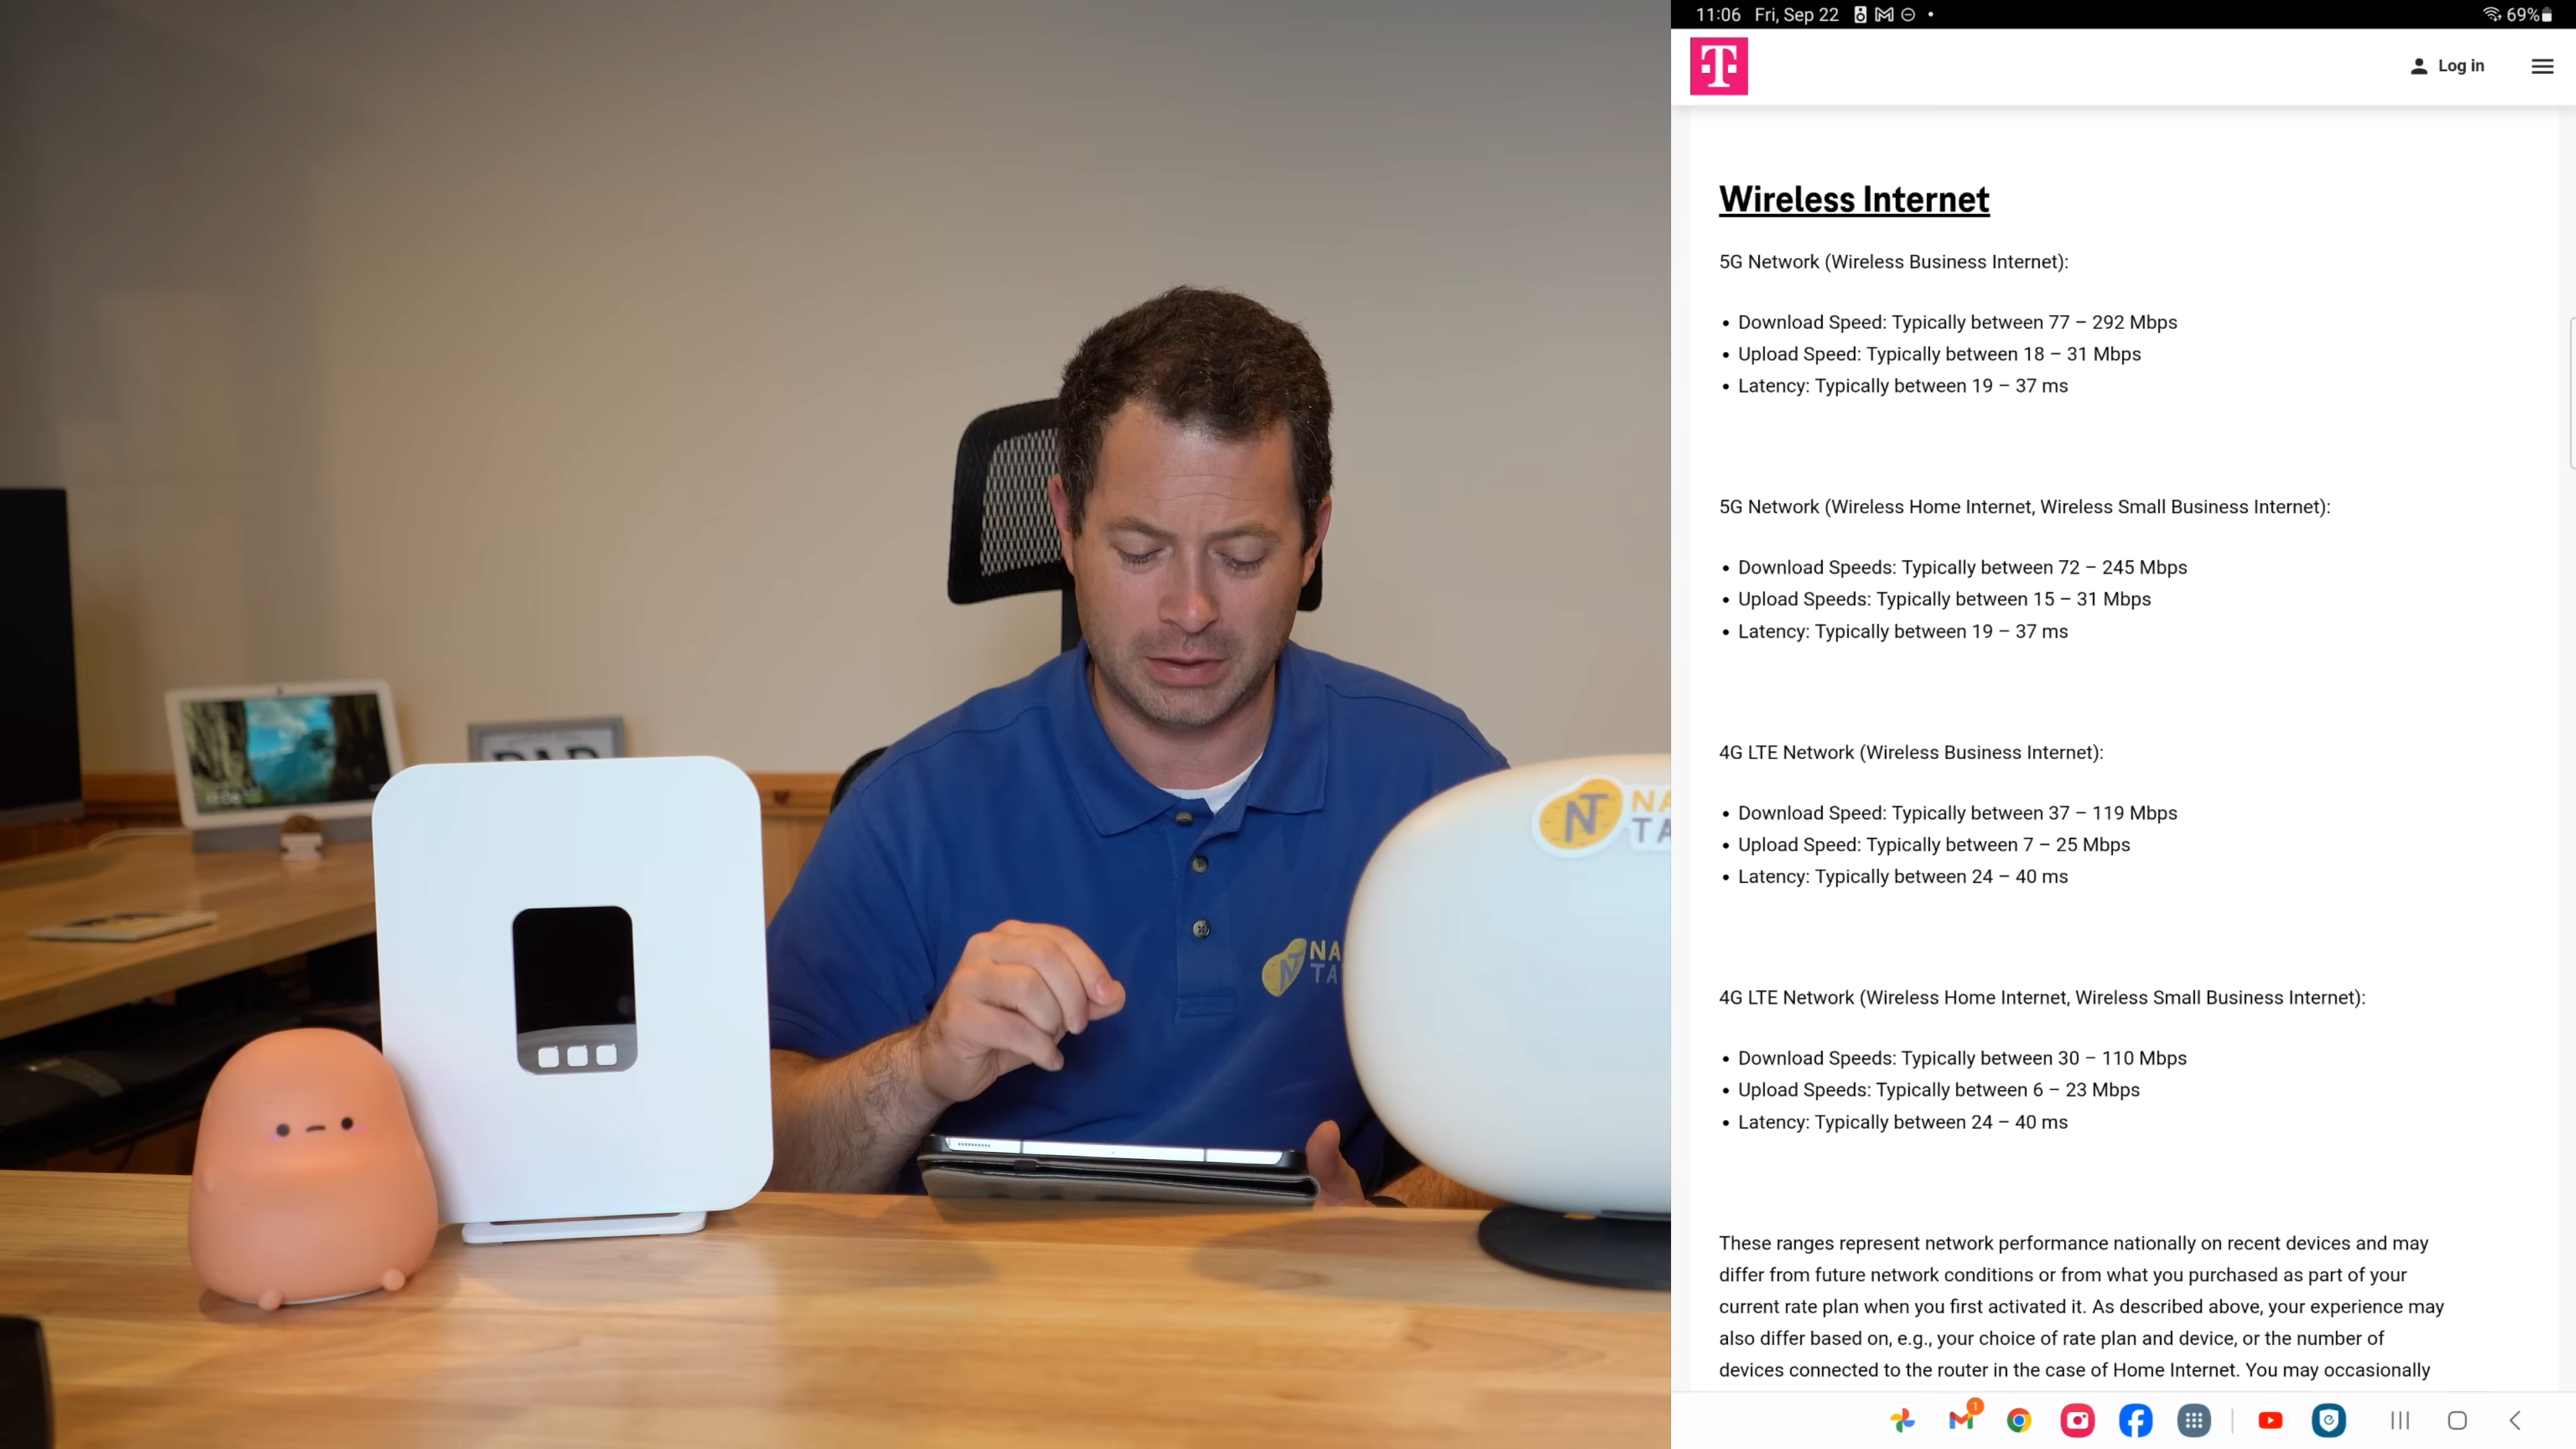 11:06 Fri, Sep 22
69%
T
Log in
Wireless Internet
5G Network (Wireless Business Internet):
• Download Speed: Typically between 77 – 292 Mbps
• Upload Speed: Typically between 18 – 31 Mbps
• Latency: Typically between 19 – 37 ms
5G Network (Wireless Home Internet, Wireless Small Business Internet):
• Download Speeds: Typically between 72 – 245 Mbps
• Upload Speeds: Typically between 15 – 31 Mbps
• Latency: Typically between 19 – 37 ms
4G LTE Network (Wireless Business Internet):
• Download Speed: Typically between 37 – 119 Mbps
• Upload Speed: Typically between 7 – 25 Mbps
• Latency: Typically between 24 – 40 ms
4G LTE Network (Wireless Home Internet, Wireless Small Business Internet):
• Download Speeds: Typically between 30 – 110 Mbps
• Upload Speeds: Typically between 6 – 23 Mbps
• Latency: Typically between 24 – 40 ms
These ranges represent network performance nationally on recent devices and may
differ from future network conditions or from what you purchased as part of your
current rate plan when you first activated it. As described above, your experience may
also differ based on, e.g., your choice of rate plan and device, or the number of
devices connected to the router in the case of Home Internet. You may occasionally
1
DAD
NT
NA
TA
NT
NA
TA